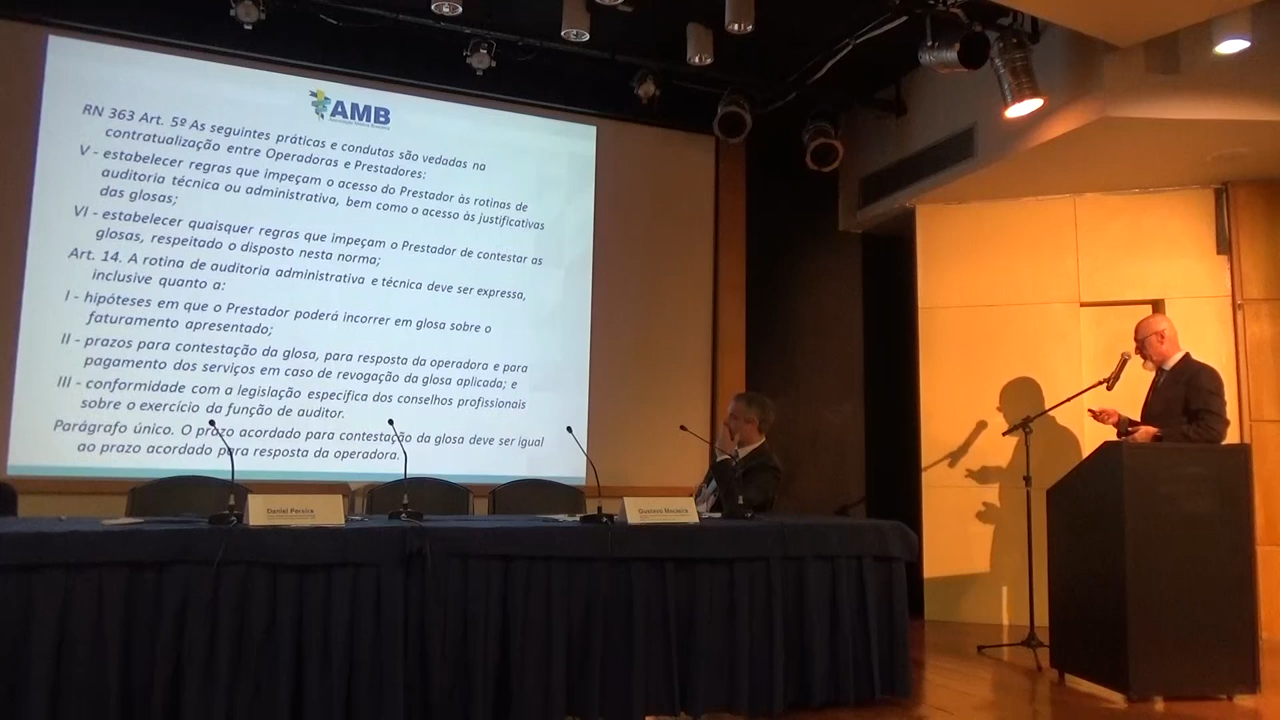 AMB
RN 363 Art. 5º As seguintes práticas e condutas são vedadas na
contratualização entre Operadoras e Prestadores:
V - estabelecer regras que impeçam o acesso do Prestador às rotinas de
auditoria técnica ou administrativa, bem como o acesso às justificativas
das glosas;
VI - estabelecer quaisquer regras que impeçam o Prestador de contestar as
glosas, respeitado o disposto nesta norma;
Art. 14. A rotina de auditoria administrativa e técnica deve ser expressa,
inclusive quanto a:
I - hipóteses em que o Prestador poderá incorrer em glosa sobre o
faturamento apresentado;
II - prazos para contestação da glosa, para resposta da operadora e para
pagamento dos serviços em caso de revogação da glosa aplicada; e
III - conformidade com a legislação específica dos conselhos profissionais
sobre o exercício da função de auditor.
Parágrafo único. O prazo acordado para contestação da glosa deve ser igual
ao prazo acordado para resposta da operadora.
Daniel Pereira
Gustavo Macieira